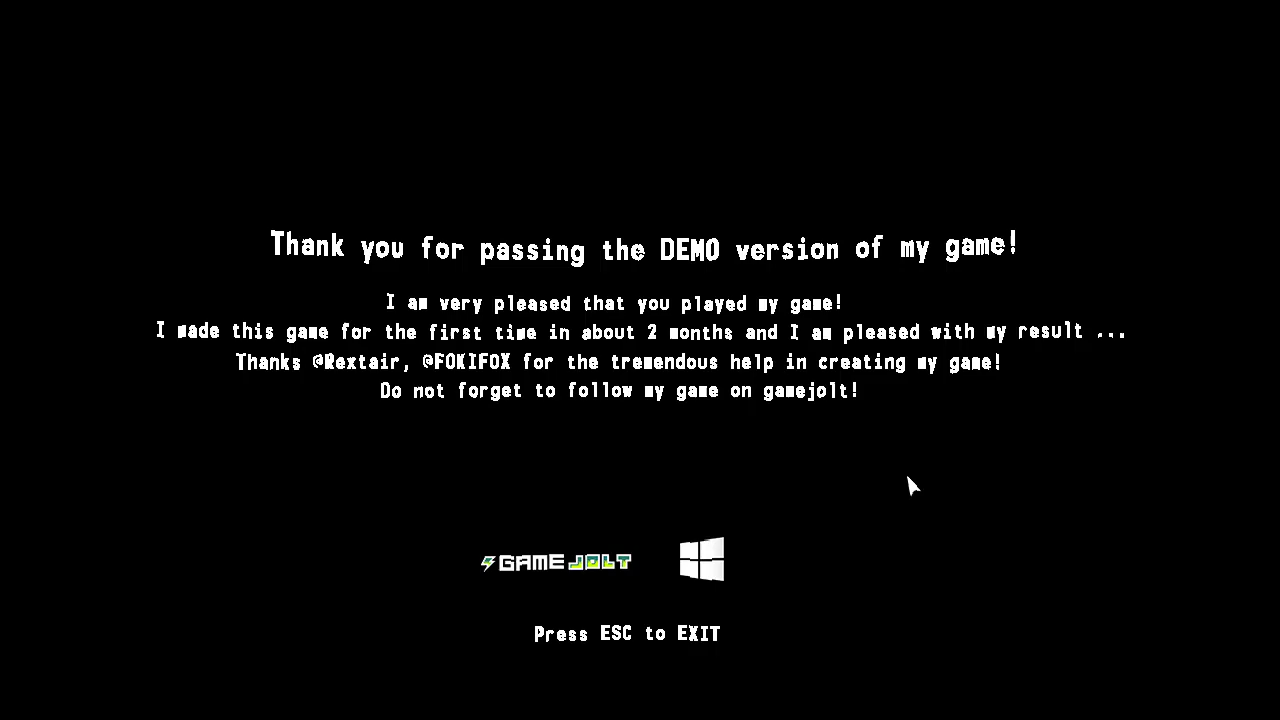 Thank you for passing the DEMO version of my game!
I am very pleased that you played my game!
I made this game for the first time in about 2 months and I am pleased with my result ...
Thanks @Rextair, @FOKIFOX for the tremendous help in creating my game!
Do not forget to follow my game on gamejolt!
GAME JOLT
Press ESC to EXIT